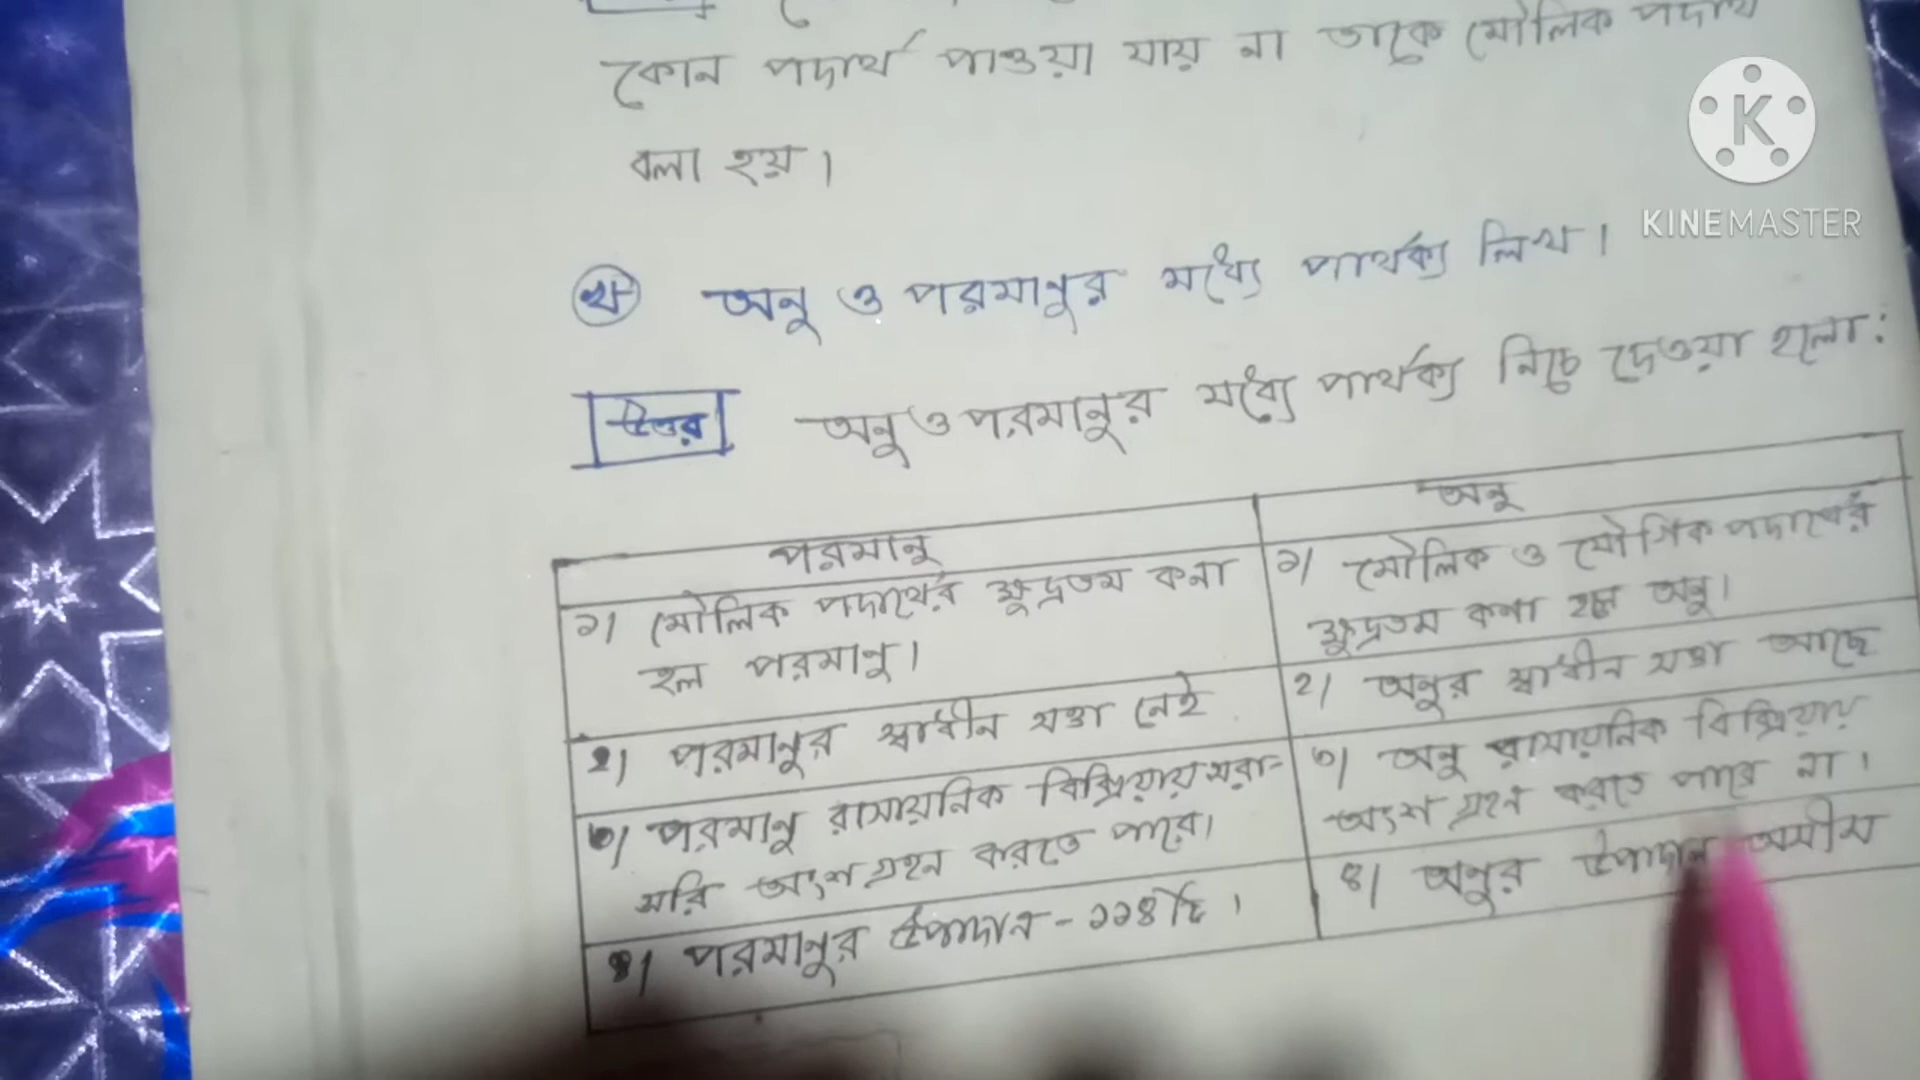 কোন পদার্থ পাওয়া যায় না তাকে মৌলিক পদার্থ
বলা হয়।
K
KINEMASTER
খ অনু ও পরমানুর মধ্যে পার্থক্য লিখ।
উত্তর অনু ও পরমানুর মধ্যে পার্থক্য নিচে দেওয়া হলো:
পরমানু
১। মৌলিক পদার্থের ক্ষুদ্রতম কনা
হল পরমানু।
২। পরমানুর স্বাধীন সত্তা নেই
৩। পরমানু রাসায়নিক বিক্রিয়ায় সরা-
সরি অংশ গ্রহন করতে পারে।
৪। পরমানুর উপাদান - ১১৪টি।
অনু
১। মৌলিক ও যৌগিক পদার্থের
ক্ষুদ্রতম কনা হল অনু।
২। অনুর স্বাধীন সত্তা আছে
৩। অনু রাসায়নিক বিক্রিয়ায়
অংশ গ্রহন করতে পারে না।
৪। অনুর উপাদান অসীম